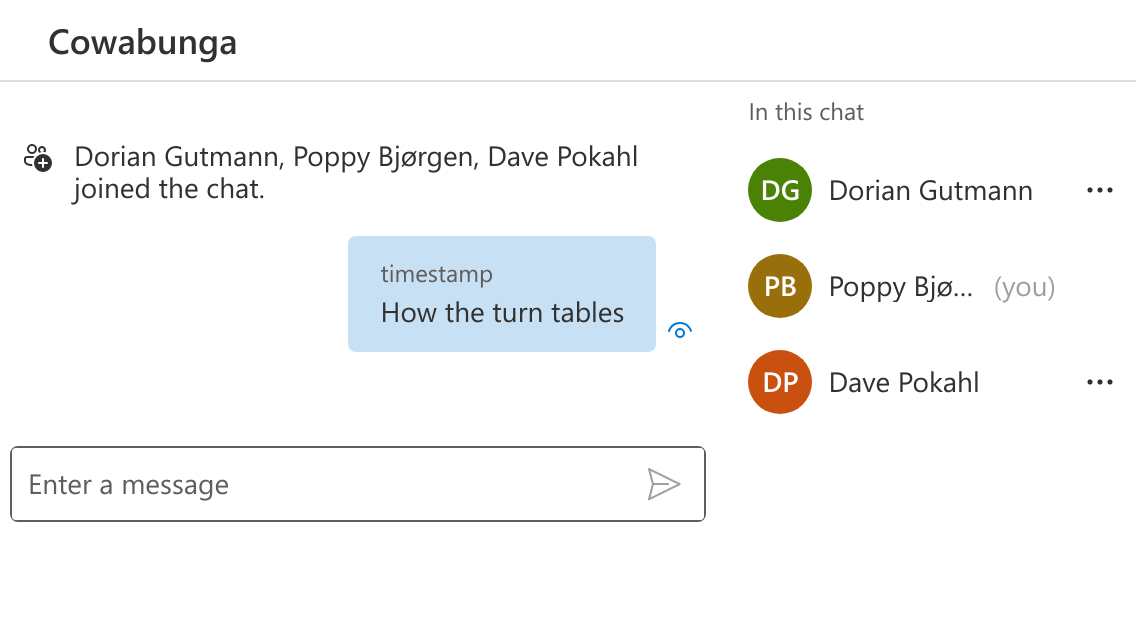 Cowabunga
Dorian Gutmann, Poppy Bjørgen, Dave Pokahl
joined the chat.
timestamp
How the turn tables
Enter a message
In this chat
DG Dorian Gutmann
PB Poppy Bjø... (you)
DP Dave Pokahl